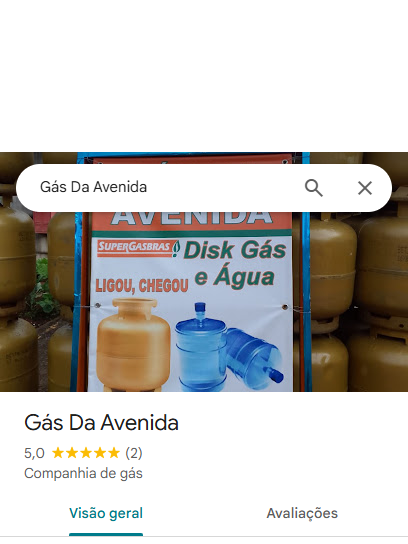 Gás Da Avenida
AVENIDA
SUPERGASBRAS
Disk Gás
e Água
LIGOU, CHEGOU
Gás Da Avenida
5,0 (2)
Companhia de gás
Visão geral
Avaliações